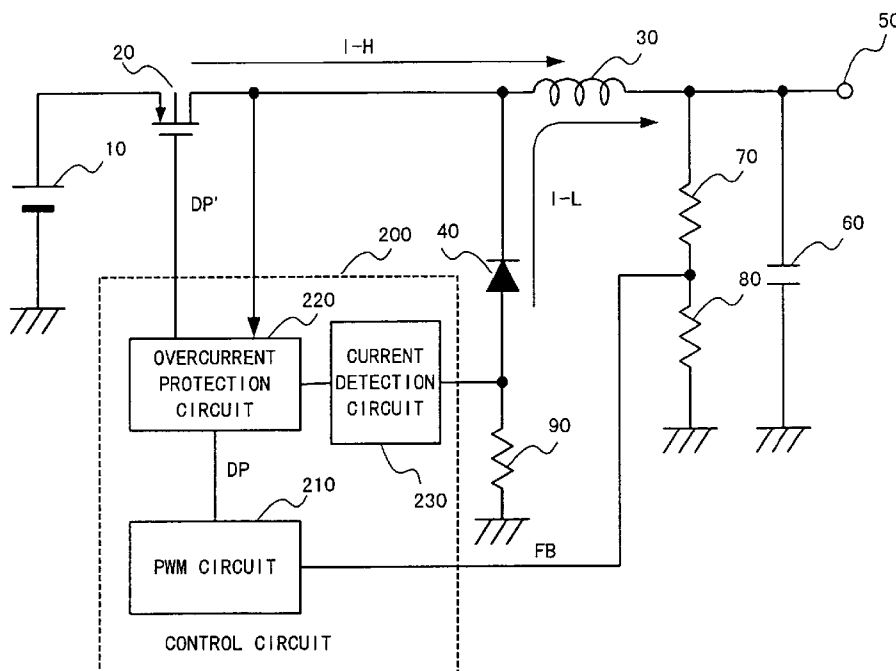 50
I-H
30
20
10
70
DP'
I-L
200
40
60
220
80
OVERCURRENT
PROTECTION
CIRCUIT
CURRENT
DETECTION
CIRCUIT
90
DP
210
230
PWM CIRCUIT
FB
CONTROL CIRCUIT